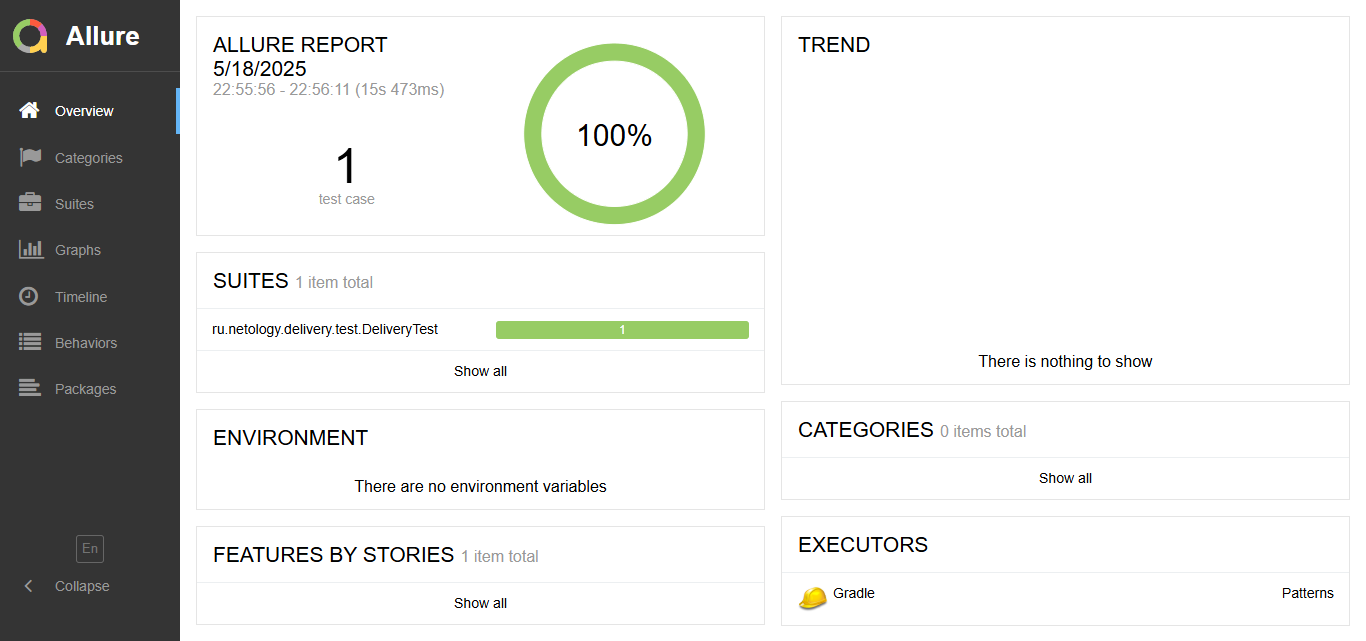 Allure
Overview
Categories
Suites
Graphs
Timeline
Behaviors
Packages
En
Collapse
ALLURE REPORT
5/18/2025
22:55:56 - 22:56:11 (15s 473ms)
1
test case
100%
SUITES 1 item total
ru.netology.delivery.test.DeliveryTest 1
Show all
ENVIRONMENT
There are no environment variables
FEATURES BY STORIES 1 item total
Show all
TREND
There is nothing to show
CATEGORIES 0 items total
Show all
EXECUTORS
Gradle Patterns